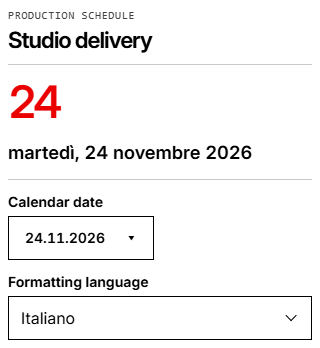 PRODUCTION SCHEDULE
Studio delivery
24
martedì, 24 novembre 2026
Calendar date
24.11.2026
Formatting language
Italiano